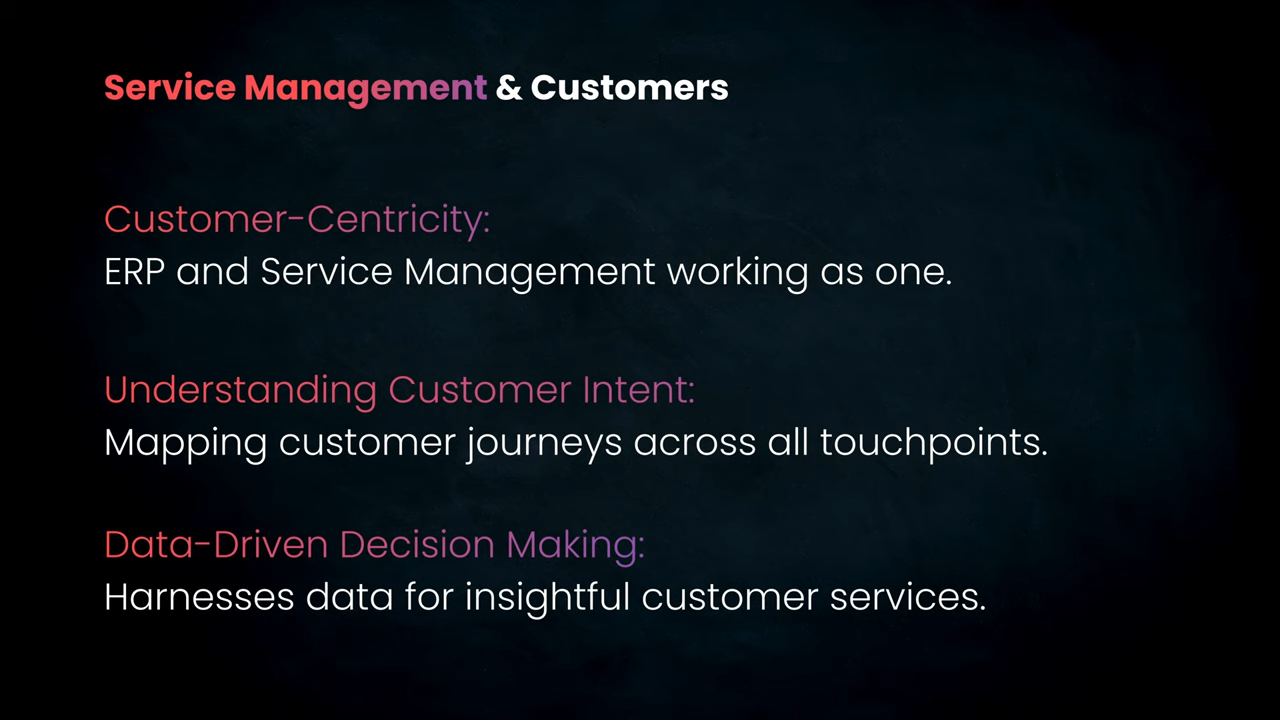 Service Management & Customers
Customer-Centricity:
ERP and Service Management working as one.
Understanding Customer Intent:
Mapping customer journeys across all touchpoints.
Data-Driven Decision Making:
Harnesses data for insightful customer services.